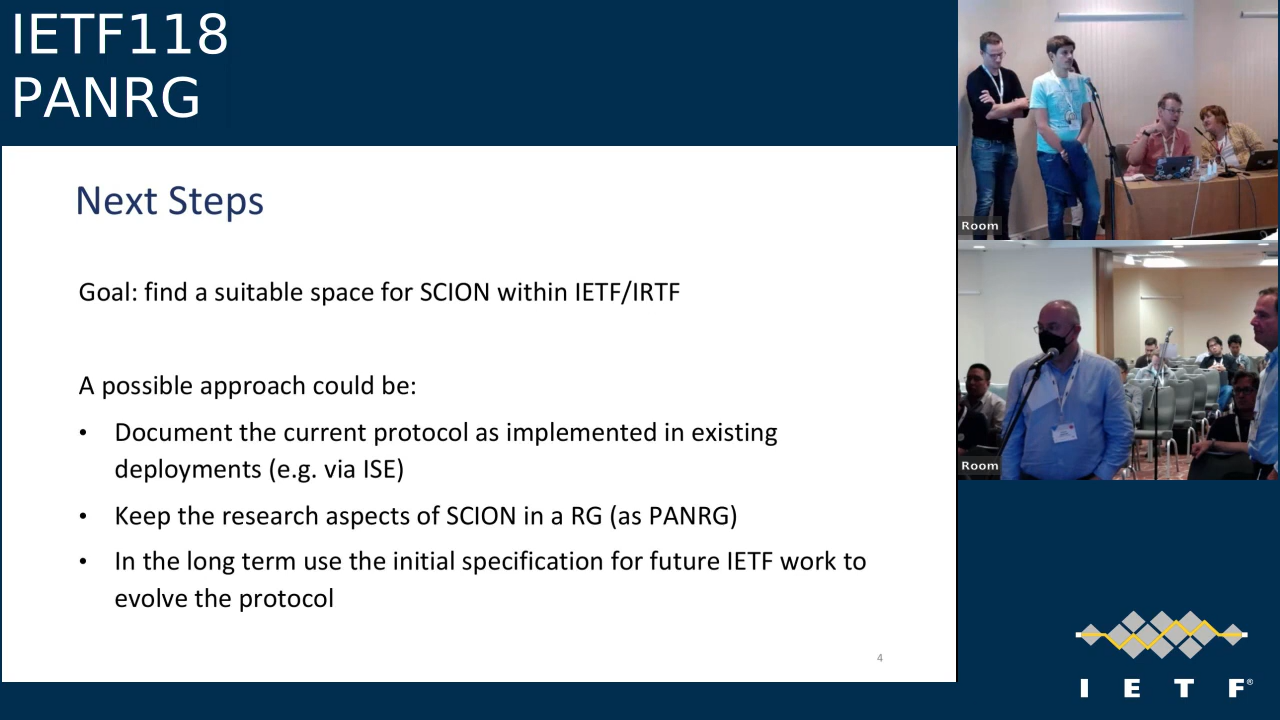 IETF118
PANRG
Next Steps
Goal: find a suitable space for SCION within IETF/IRTF
A possible approach could be:
• Document the current protocol as implemented in existing
deployments (e.g. via ISE)
• Keep the research aspects of SCION in a RG (as PANRG)
• In the long term use the initial specification for future IETF work to
evolve the protocol
4
Room
Room
I E T F®